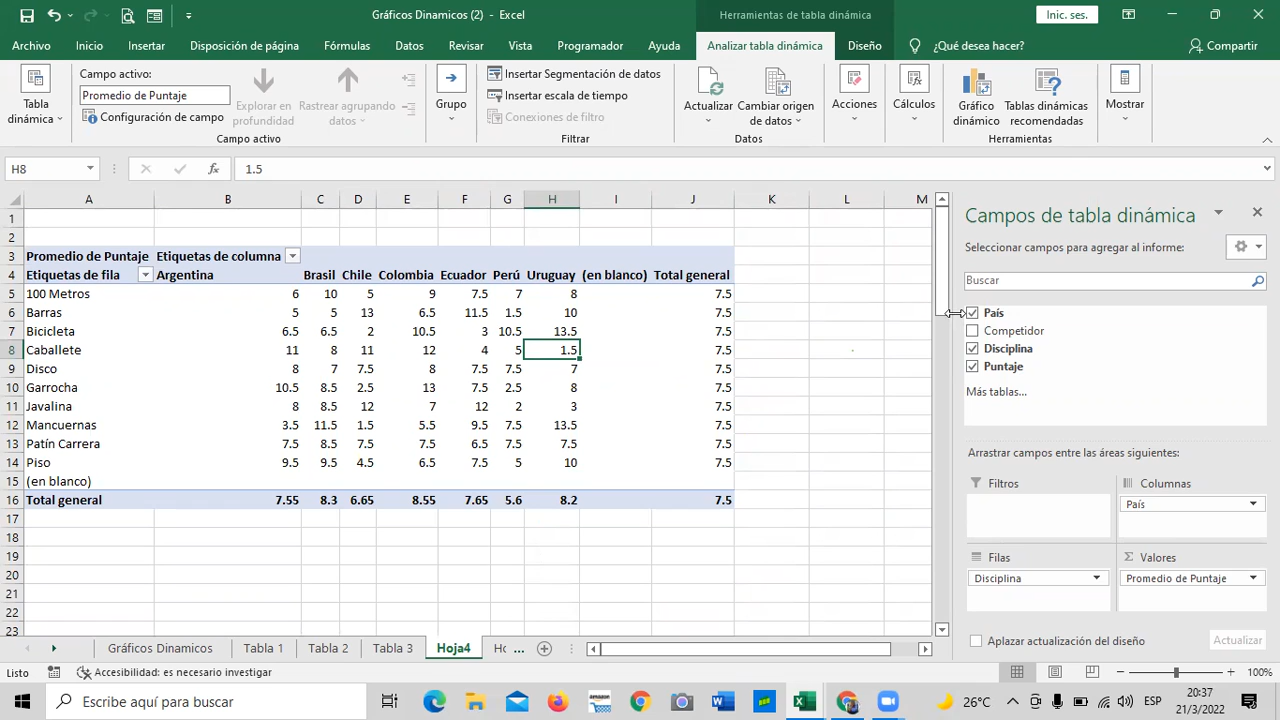 Gráficos Dinamicos (2) - Excel
Herramientas de tabla dinámica
Inic. ses.
Archivo Inicio Insertar Disposición de página Fórmulas Datos Revisar Vista Programador Ayuda Analizar tabla dinámica Diseño ¿Qué desea hacer? Compartir
Tabla dinámica
Campo activo:
Promedio de Puntaje
Configuración de campo
Explorar en profundidad
Rastrear agrupando datos
Campo activo
Grupo
Insertar Segmentación de datos
Insertar escala de tiempo
Conexiones de filtro
Filtrar
Actualizar
Cambiar origen de datos
Datos
Acciones
Cálculos
Gráfico dinámico
Tablas dinámicas recomendadas
Herramientas
Mostrar
H8 fx 1.5
A B C D E F G H I J K L M
1
2
3 Promedio de Puntaje Etiquetas de columna
4 Etiquetas de fila Argentina Brasil Chile Colombia Ecuador Perú Uruguay (en blanco) Total general
5 100 Metros 6 10 5 9 7.5 7 8 7.5
6 Barras 5 5 13 6.5 11.5 1.5 10 7.5
7 Bicicleta 6.5 6.5 2 10.5 3 10.5 13.5 7.5
8 Caballete 11 8 11 12 4 5 1.5 7.5
9 Disco 8 7 7.5 8 7.5 7.5 7 7.5
10 Garrocha 10.5 8.5 2.5 13 7.5 2.5 8 7.5
11 Javalina 8 8.5 12 7 12 2 3 7.5
12 Mancuernas 3.5 11.5 1.5 5.5 9.5 7.5 13.5 7.5
13 Patín Carrera 7.5 8.5 7.5 7.5 6.5 7.5 7.5 7.5
14 Piso 9.5 9.5 4.5 6.5 7.5 5 10 7.5
15 (en blanco)
16 Total general 7.55 8.3 6.65 8.55 7.65 5.6 8.2 7.5
17
18
19
20
21
22
23
Campos de tabla dinámica
Seleccionar campos para agregar al informe:
Buscar
País
Competidor
Disciplina
Puntaje
Más tablas...
Arrastrar campos entre las áreas siguientes:
Filtros
Columnas
País
Filas
Disciplina
Σ Valores
Promedio de Puntaje
Aplazar actualización del diseño
Actualizar
Gráficos Dinamicos Tabla 1 Tabla 2 Tabla 3 Hoja4 Ho ...
Listo Accesibilidad: es necesario investigar 100%
Escribe aquí para buscar
26°C ESP 20:37
21/3/2022